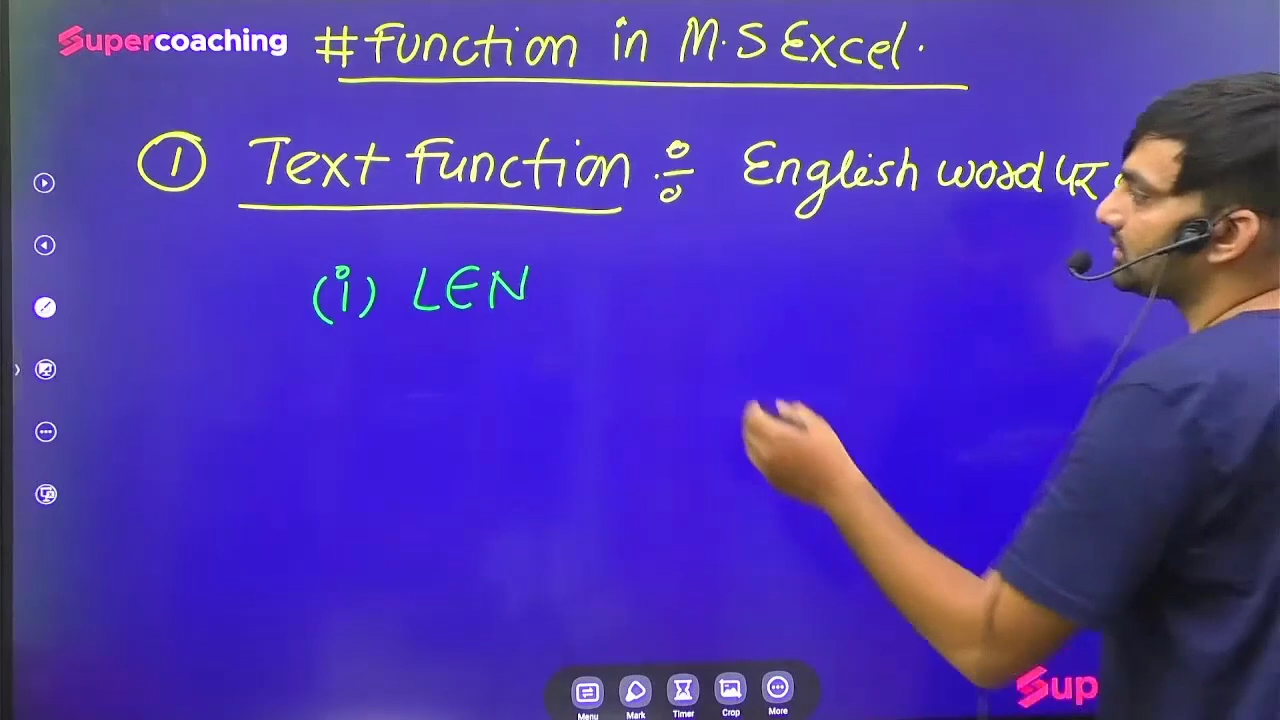 Supercoaching
#Function in M.S Excel.
① Text Function : English word पर
(i) LEN
Menu Mark Timer Crop More
Sup